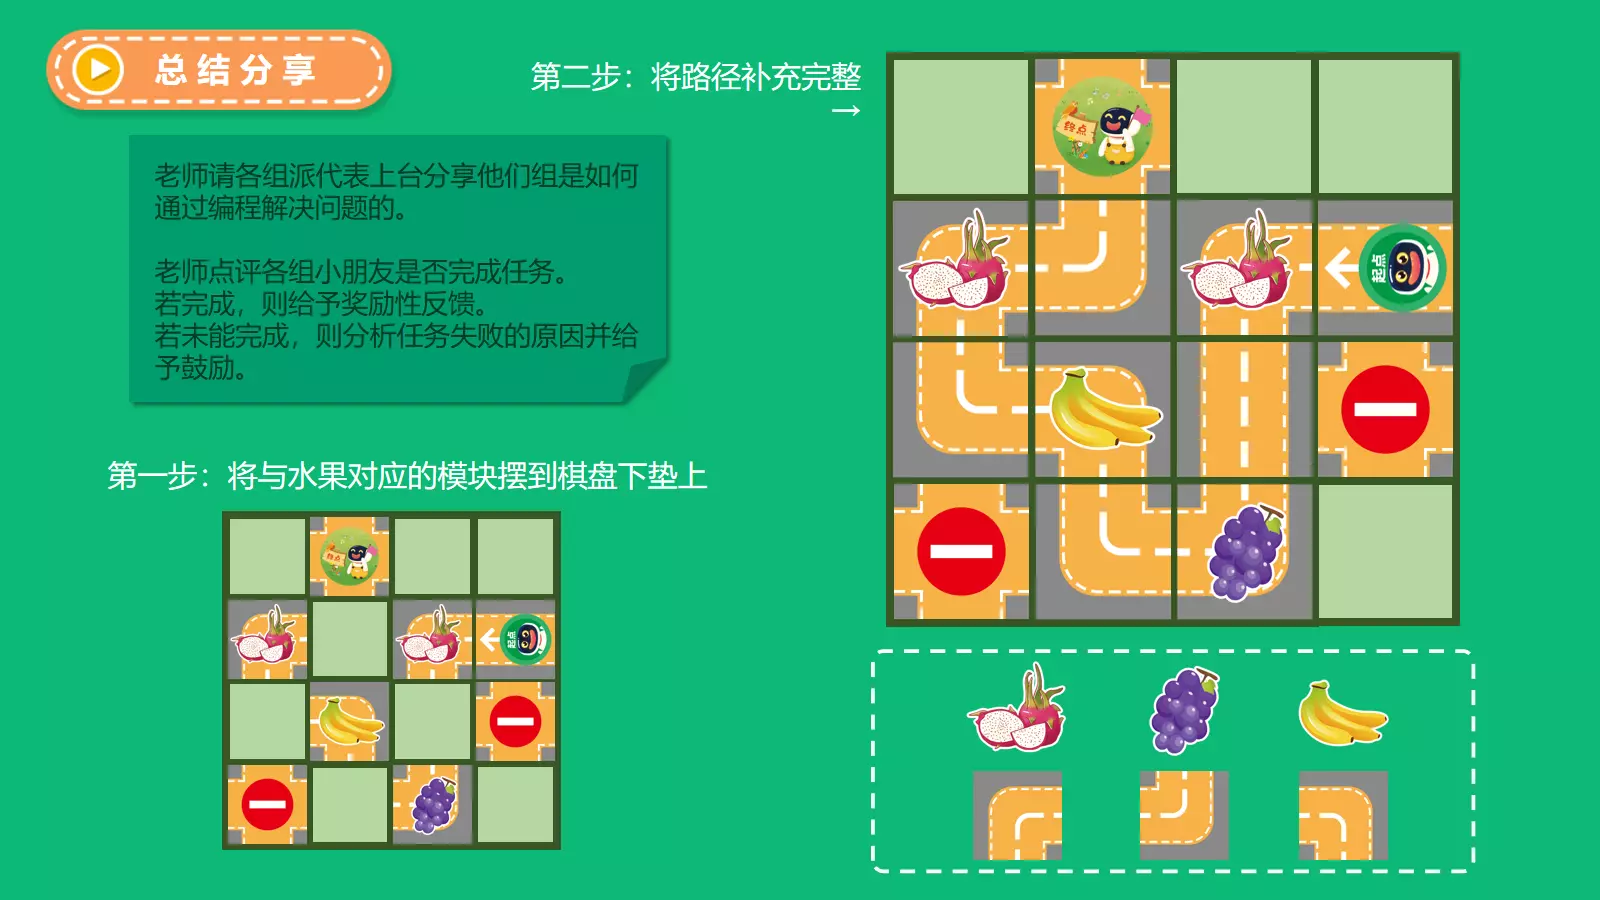 总结分享
第二步：将路径补充完整
→
老师请各组派代表上台分享他们组是如何
通过编程解决问题的。
老师点评各组小朋友是否完成任务。
若完成，则给予奖励性反馈。
若未能完成，则分析任务失败的原因并给
予鼓励。
终点
起点
第一步：将与水果对应的模块摆到棋盘下垫上
终点
起点